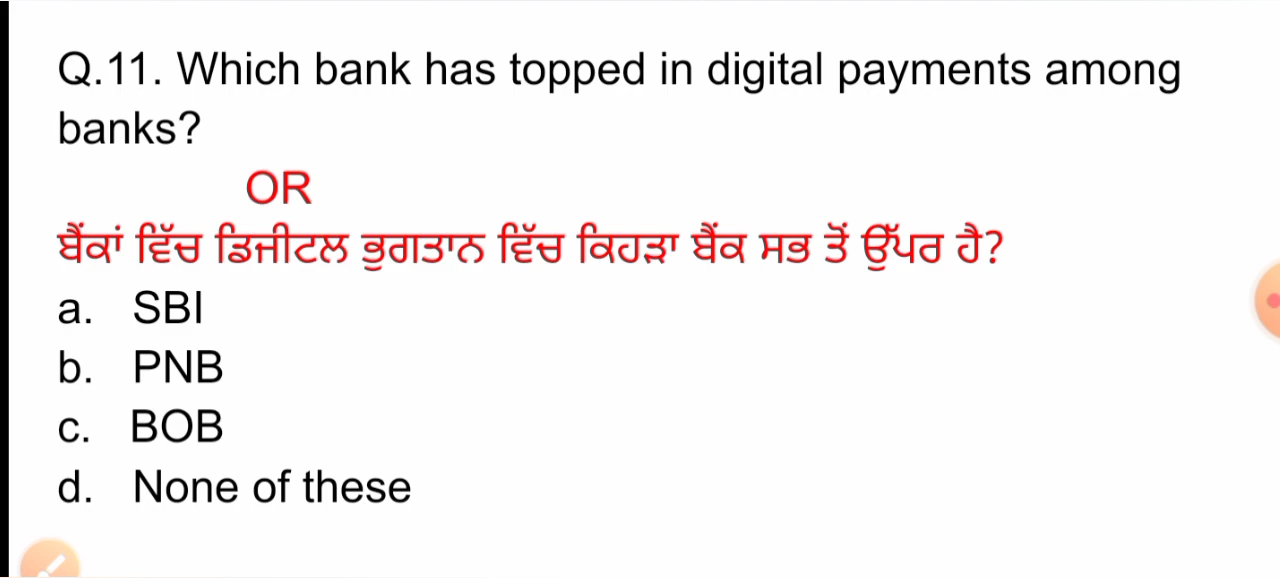 Q.11. Which bank has topped in digital payments among
banks?
OR
ਬੈਂਕਾਂ ਵਿੱਚ ਡਿਜੀਟਲ ਭੁਗਤਾਨ ਵਿੱਚ ਕਿਹੜਾ ਬੈਂਕ ਸਭ ਤੋਂ ਉੱਪਰ ਹੈ?
a. SBI
b. PNB
c. BOB
d. None of these